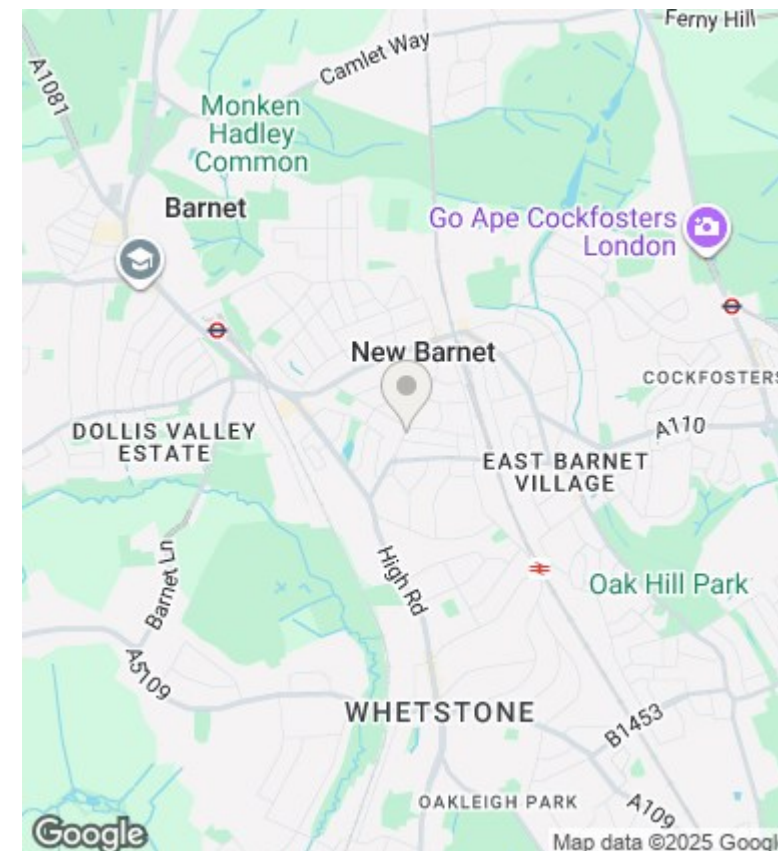 Ferny Hill
Camlet Way
A1081
Monken
Hadley
Common
Barnet
Go Ape Cockfosters
London
New Barnet
COCKFOSTERS
DOLLIS VALLEY
ESTATE
A110
EAST BARNET
VILLAGE
Barnet Ln
High Rd
Oak Hill Park
A5109
WHETSTONE
B1453
OAKLEIGH PARK
A109
Google
Map data ©2025 Googl